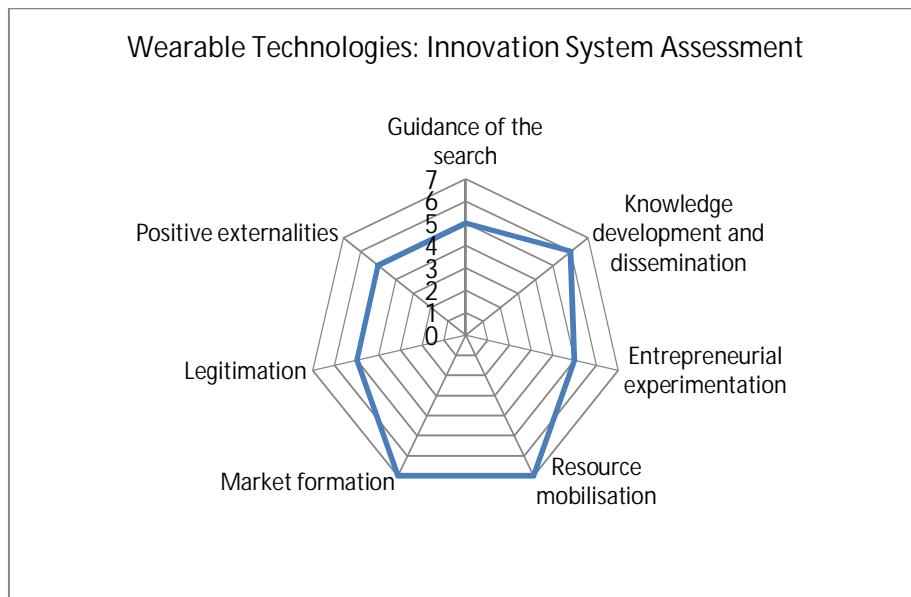 Wearable Technologies: Innovation System Assessment
Guidance of the
search
7
6
5
4
3
2
1
0
Knowledge
development and
dissemination
Entrepreneurial
experimentation
Resource
mobilisation
Market formation
Legitimation
Positive externalities